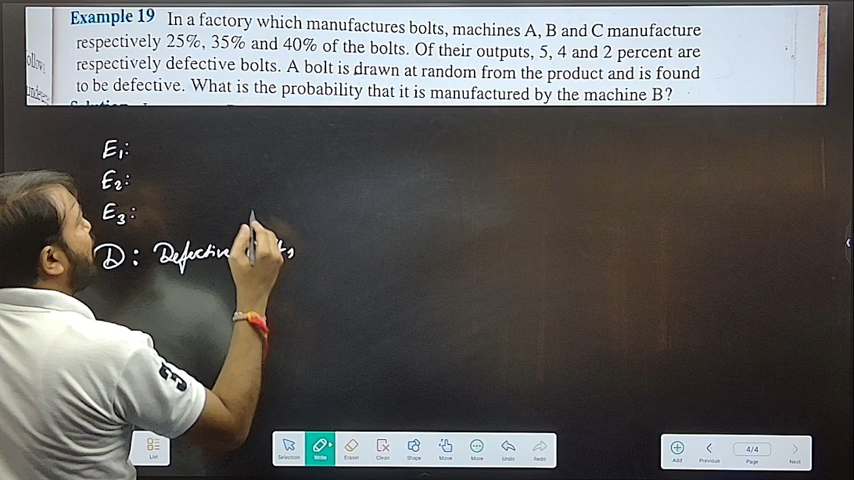 Example 19 In a factory which manufactures bolts, machines A, B and C manufacture
respectively 25%, 35% and 40% of the bolts. Of their outputs, 5, 4 and 2 percent are
respectively defective bolts. A bolt is drawn at random from the product and is found
to be defective. What is the probability that it is manufactured by the machine B?
E₁:
E₂:
E₃:
D: Defective
List
Selection
Write
Eraser
Clean
Shape
Move
More
Undo
Redo
Add
Previous
4/4
Page
Next
3